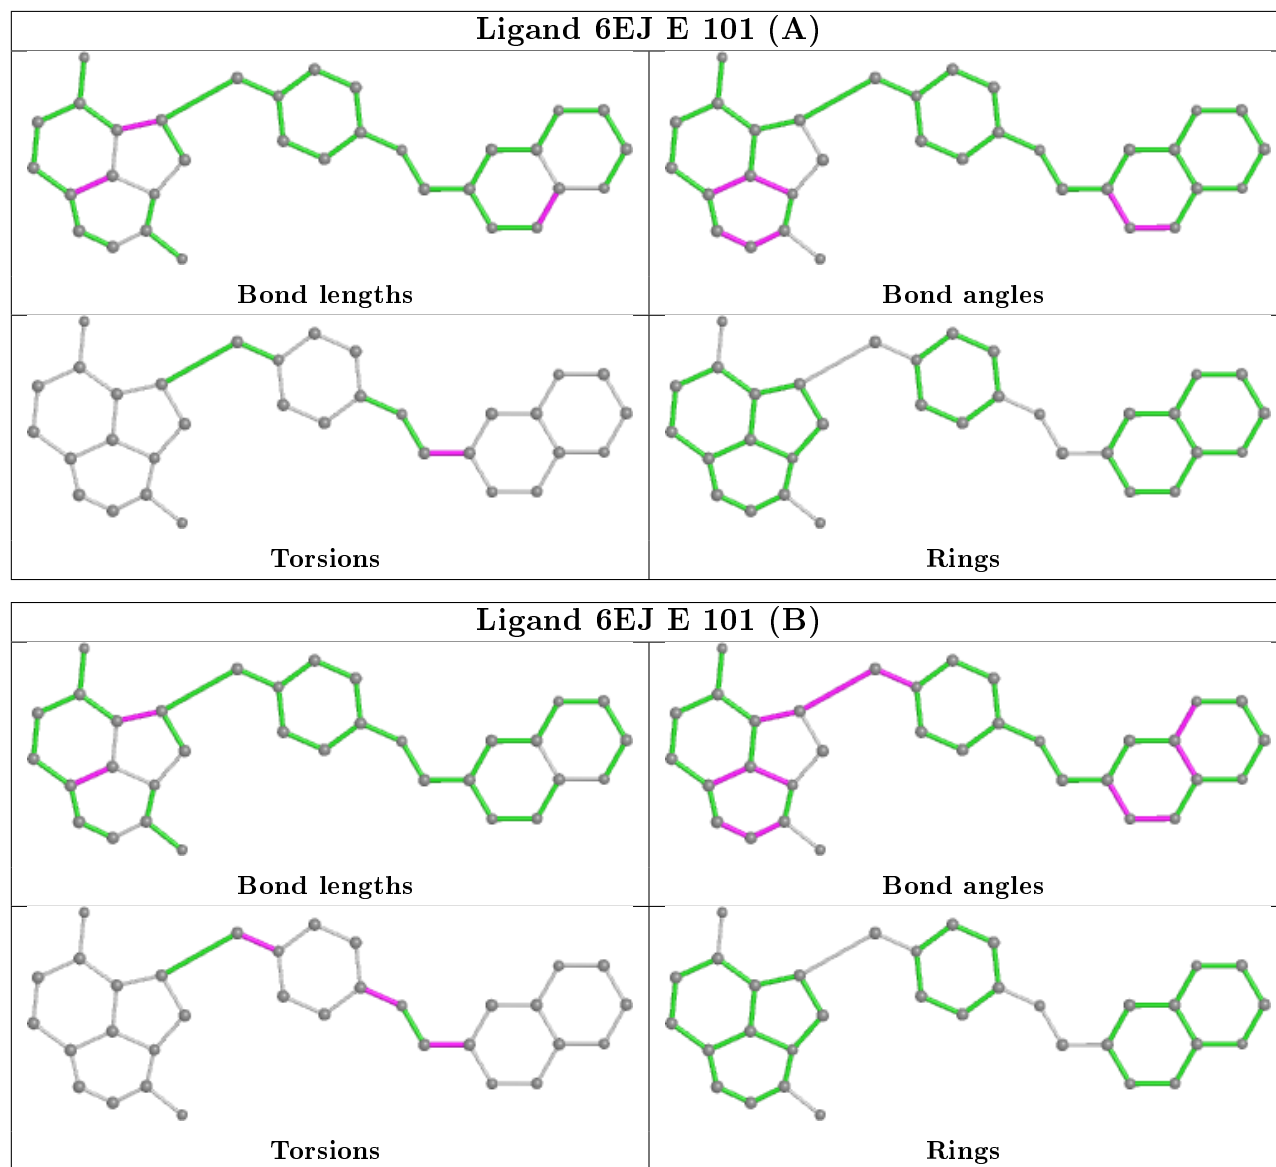 Ligand 6EJ E 101 (A)
Bond lengths
Bond angles
Torsions
Rings
Ligand 6EJ E 101 (B)
Bond lengths
Bond angles
Torsions
Rings